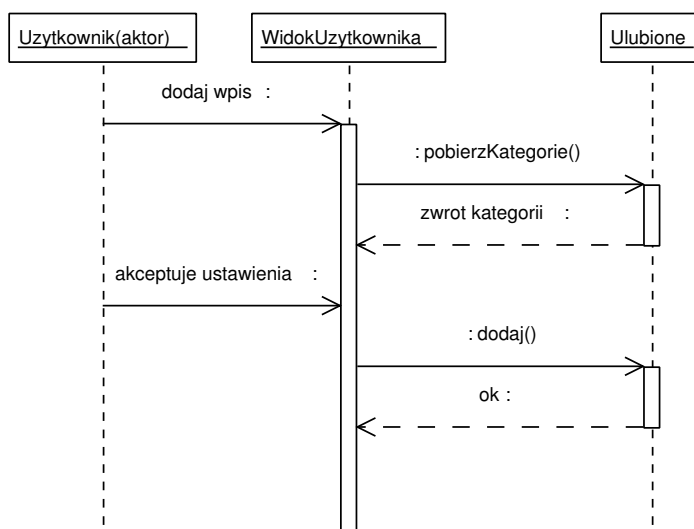 Uzytkownik(aktor)
WidokUzytkownika
Ulubione
dodaj wpis :
: pobierzKategorie()
zwrot kategorii :
akceptuje ustawienia :
: dodaj()
ok :